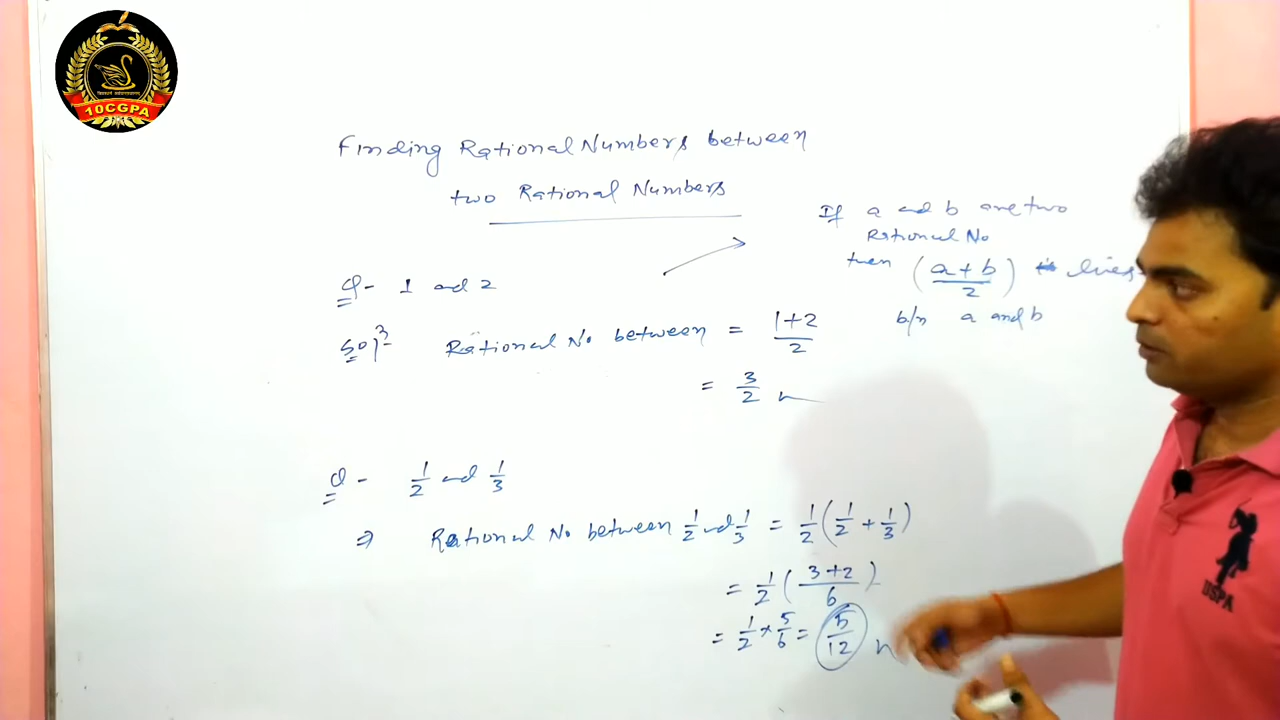 10CGPA
Finding Rational Numbers between
two Rational Numbers
If a and b are two
Rational No
then (a+b/2) lies
b/n a and b
Q- 1 and 2
Sol? Rational No between = 1+2/2
= 3/2
Q- 1/2 and 1/3
⇒ Rational No between 1/2 and 1/3 = 1/2(1/2+1/3)
= 1/2(3+2/6)
= 1/2×5/6=5/12
USPA